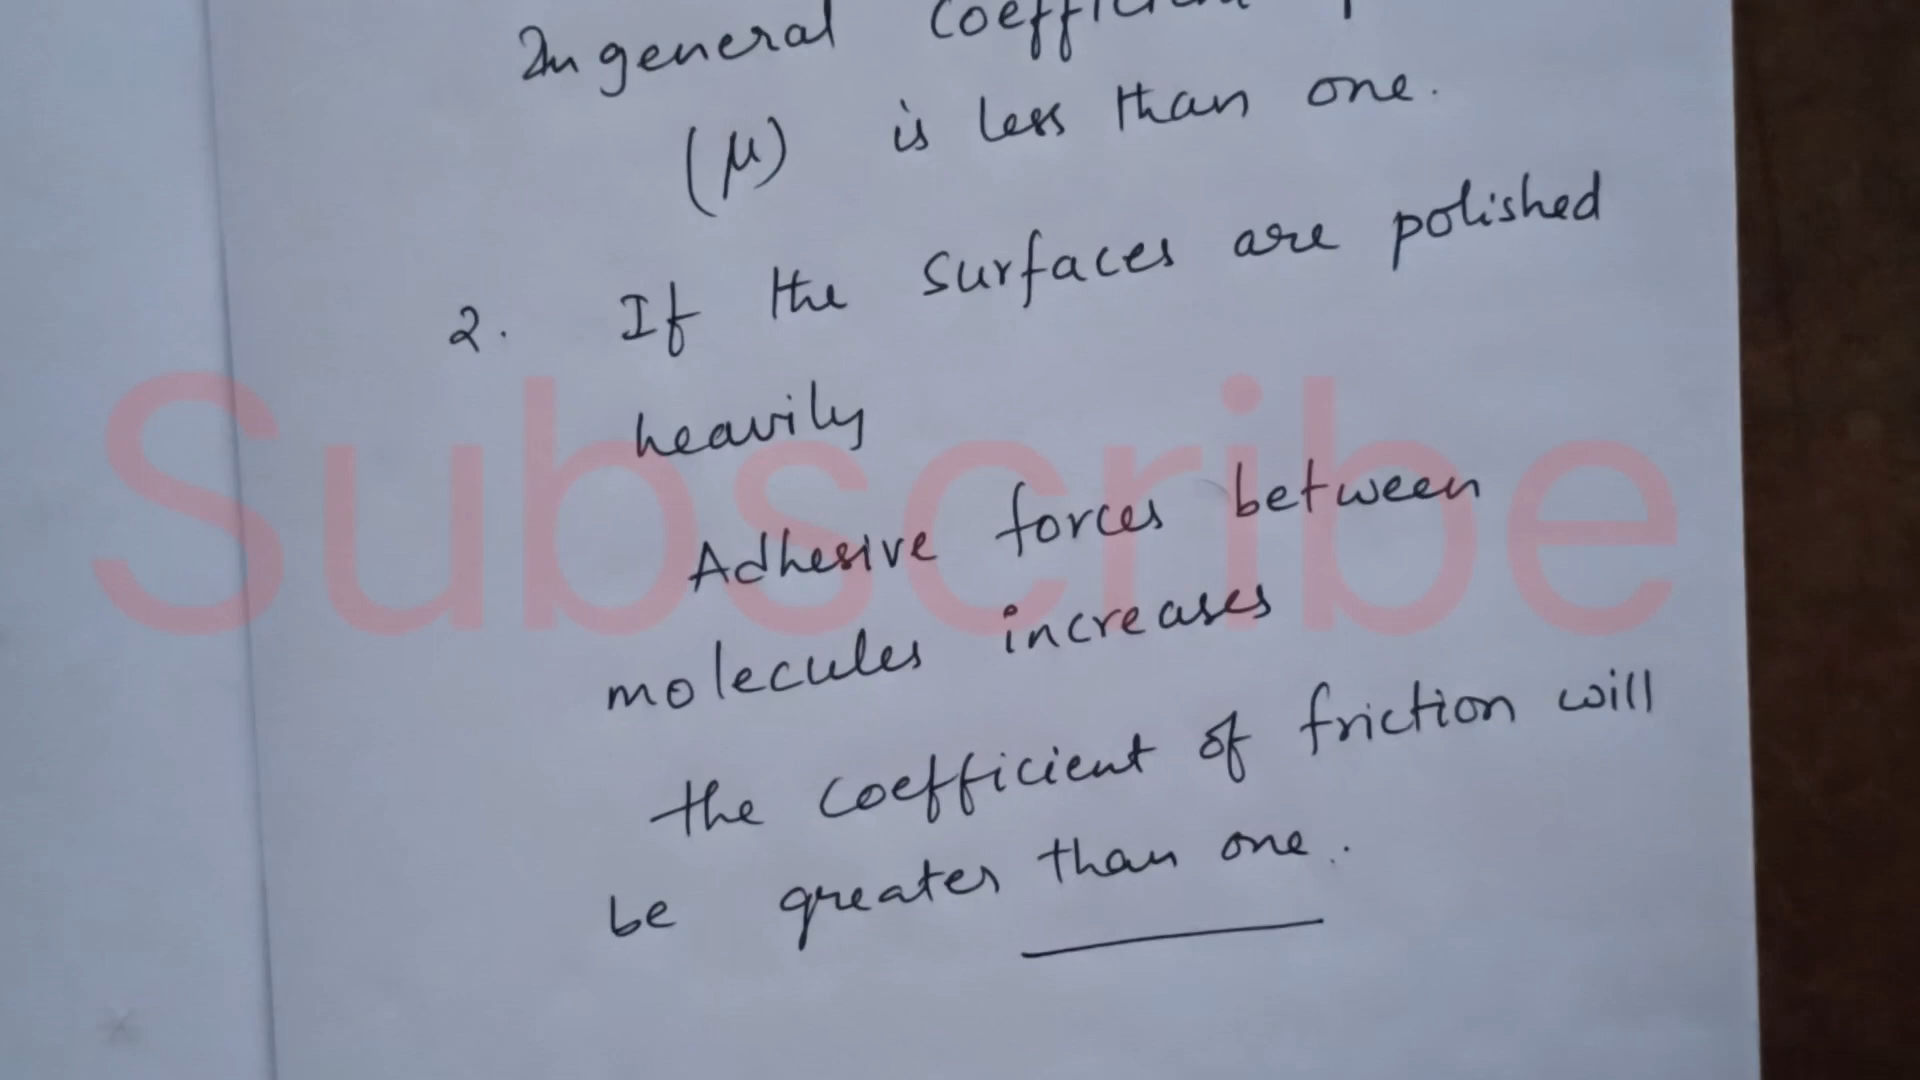 In general Coefficient
(μ) is less than one.
2. If the surfaces are polished
heavily
Adhesive forces between
molecules increases
the coefficient of friction will
be greater than one.
Subscribe